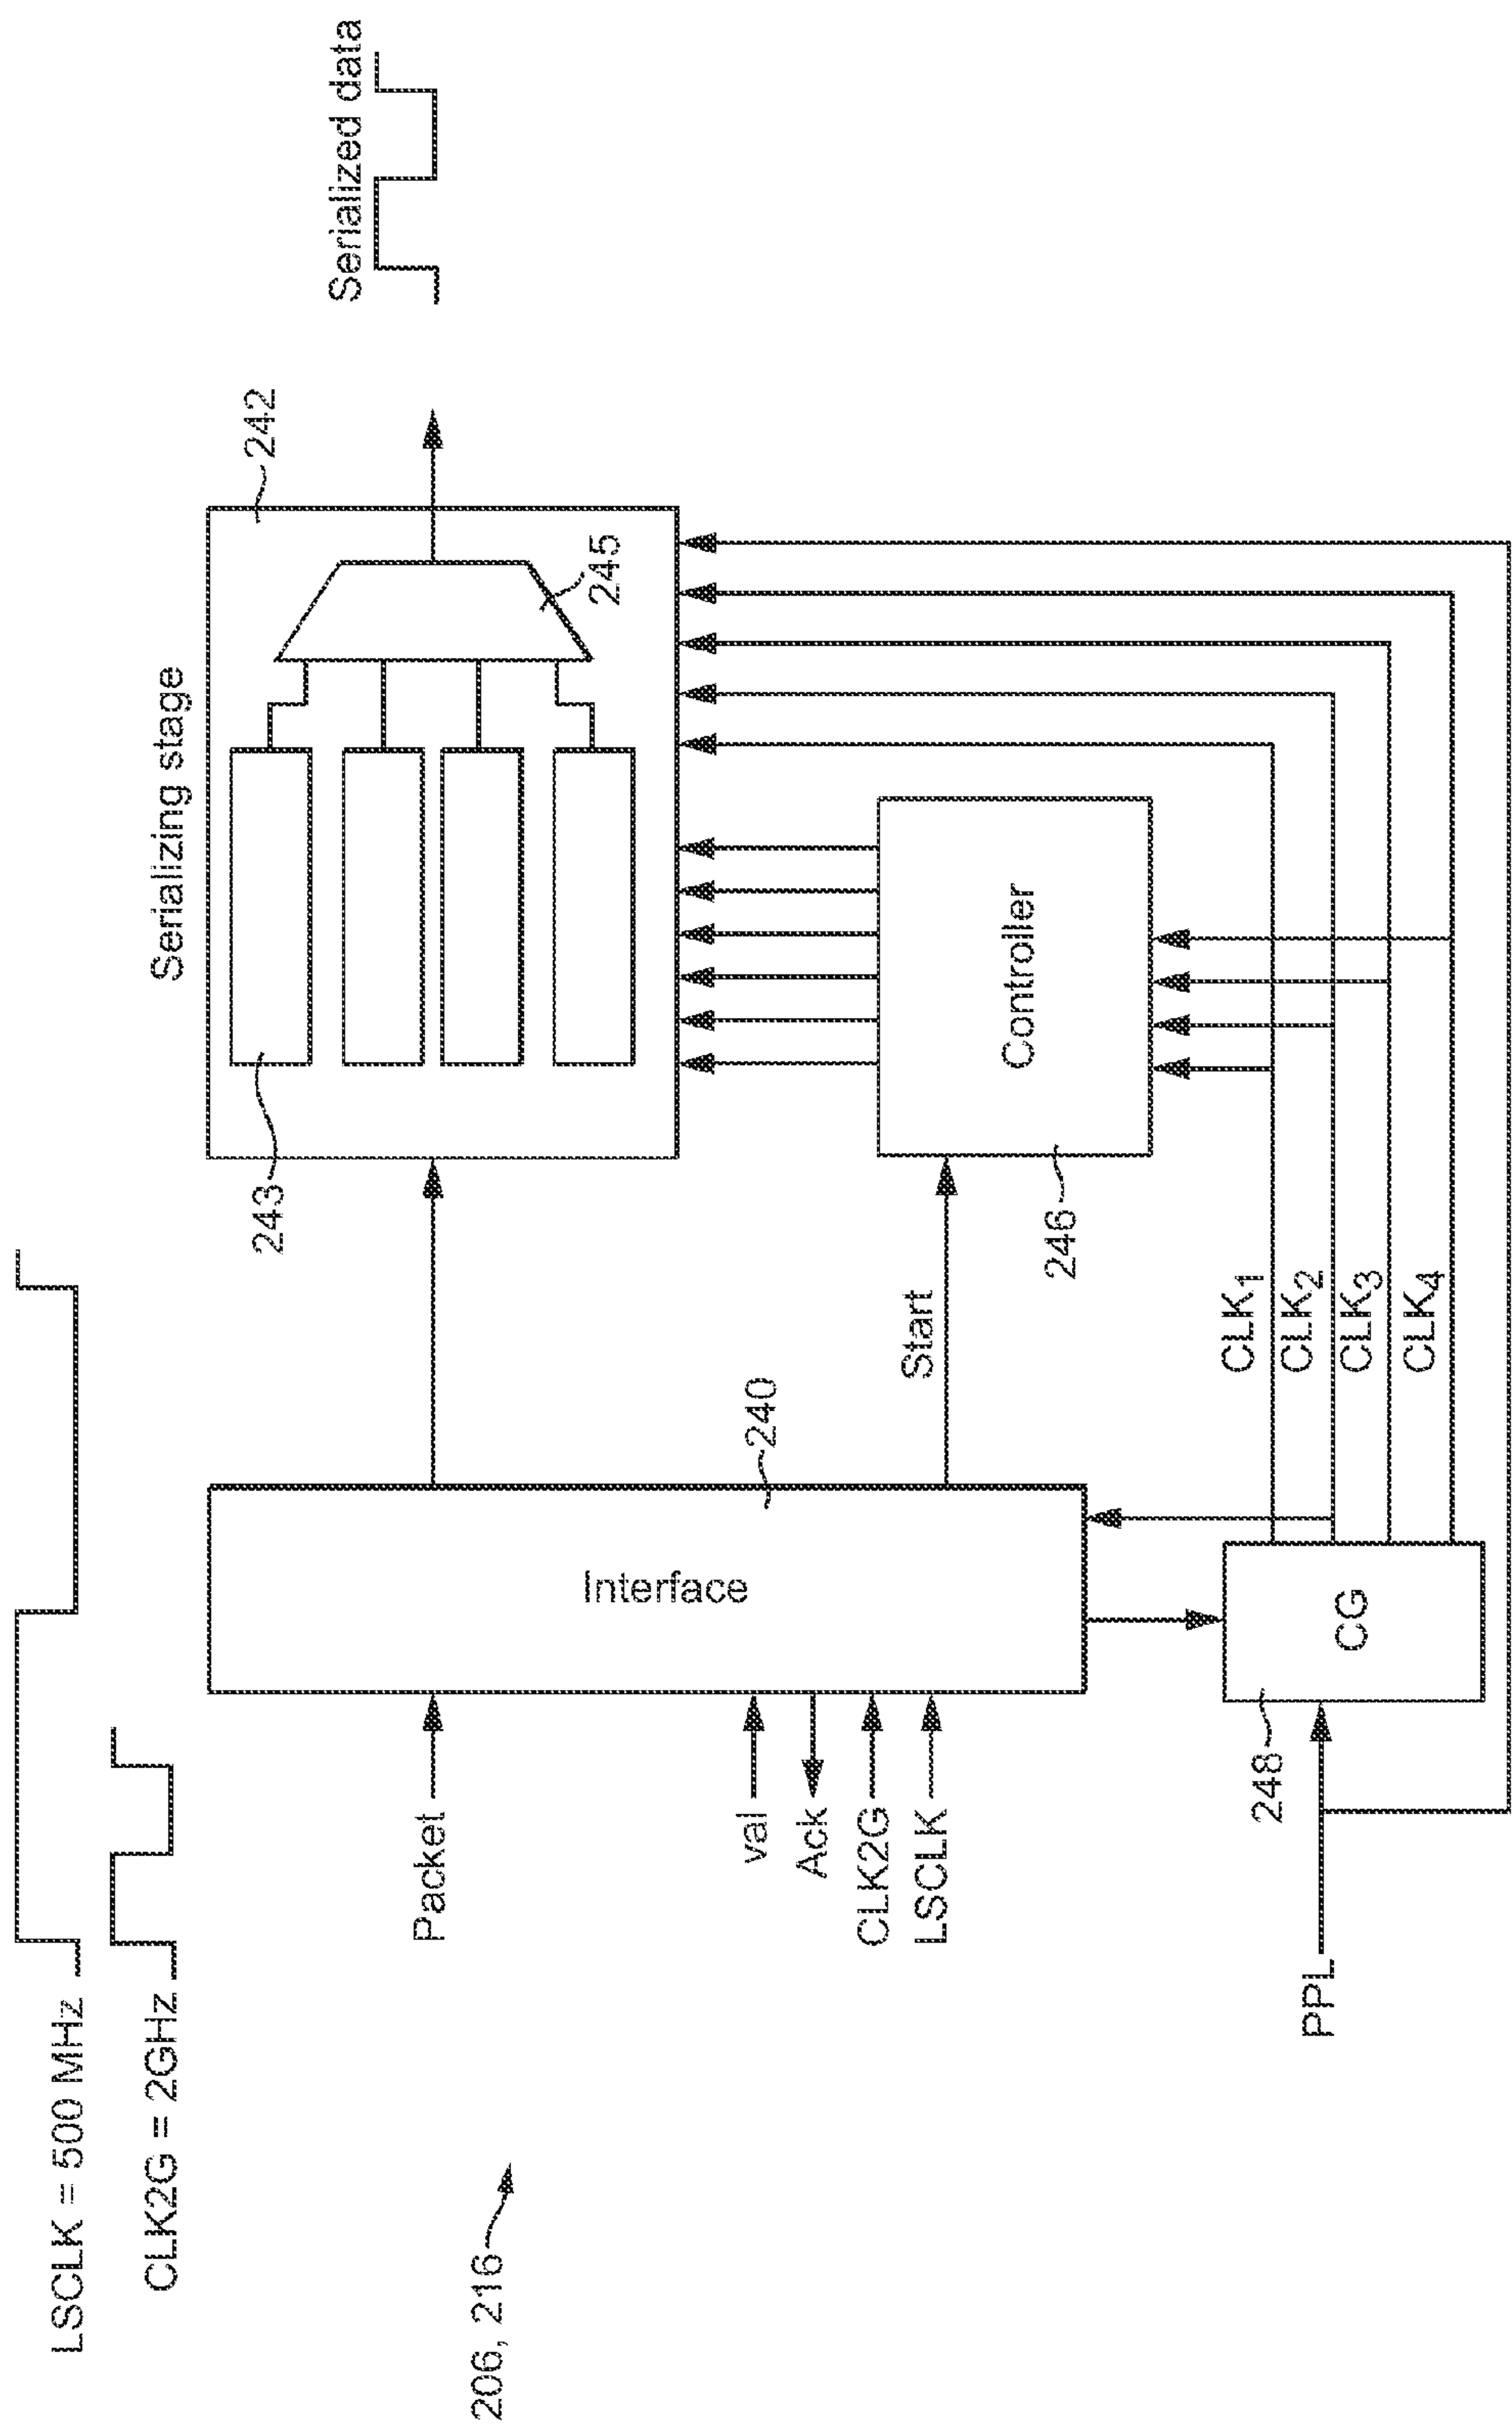 LSCLK = 500 MHz
CLK2G = 2GHz
206, 216
Serializing stage
Serialized data
242
243
245
Packet
Interface
240
val
Ack
CLK2G
LSCLK
Start
Controller
246
CLK1
CLK2
CLK3
CLK4
PPL
248
CG